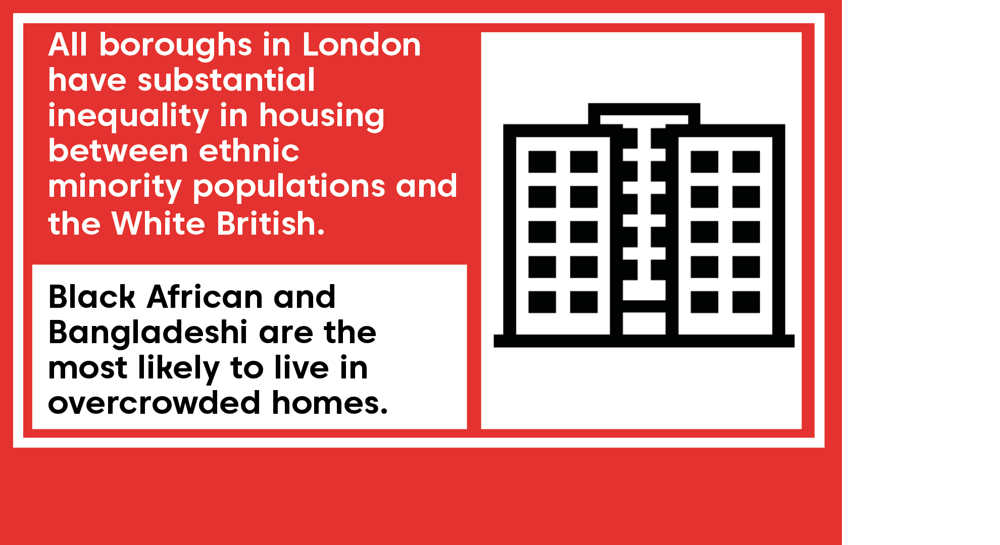 All boroughs in London
have substantial
inequality in housing
between ethnic
minority populations and
the White British.
Black African and
Bangladeshi are the
most likely to live in
overcrowded homes.